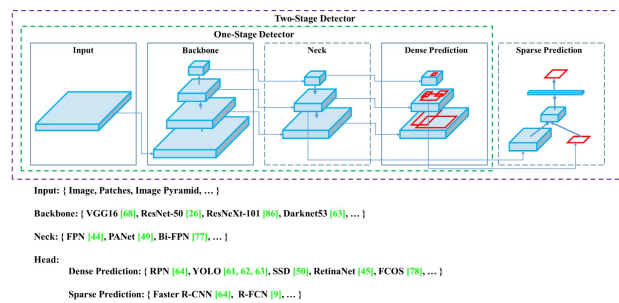 Two-Stage Detector
One-Stage Detector
Input
Backbone
Neck
Dense Prediction
Sparse Prediction
Input: { Image, Patches, Image Pyramid, … }
Backbone: { VGG16 [68], ResNet-50 [26], ResNeXt-101 [86], Darknet53 [63], … }
Neck: { FPN [44], PANet [49], Bi-FPN [77], … }
Head:
Dense Prediction: { RPN [64], YOLO [61, 62, 63], SSD [50], RetinaNet [45], FCOS [78], … }
Sparse Prediction: { Faster R-CNN [64], R-FCN [9], … }